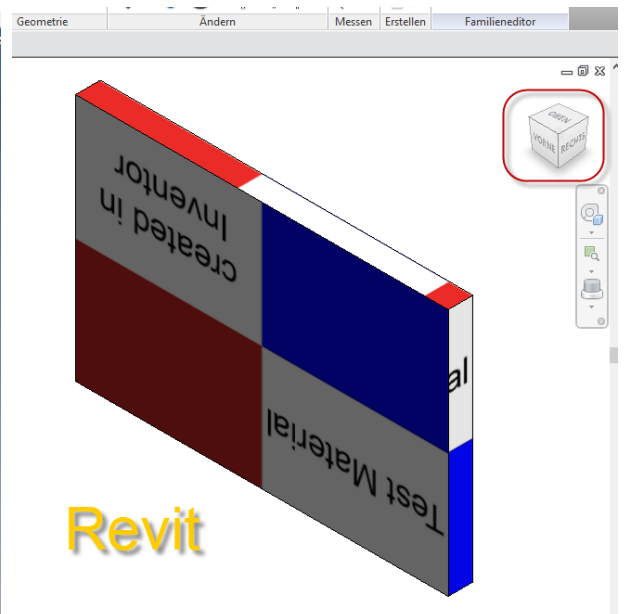 Geometrie
Ändern
Messen
Erstellen
Familieneditor
OBEN
VORNE
RECHTS
created in
Inventor
al
Test Material
Revit